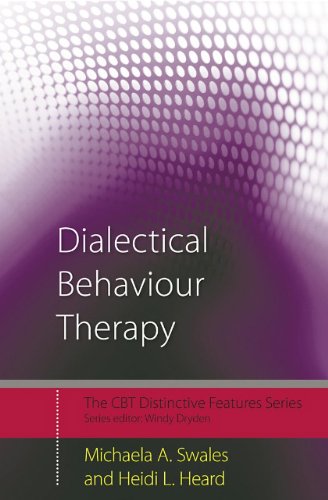 Dialectical
Behaviour
Therapy
The CBT Distinctive Features Series
Series editor: Windy Dryden
Michaela A. Swales
and Heidi L. Heard